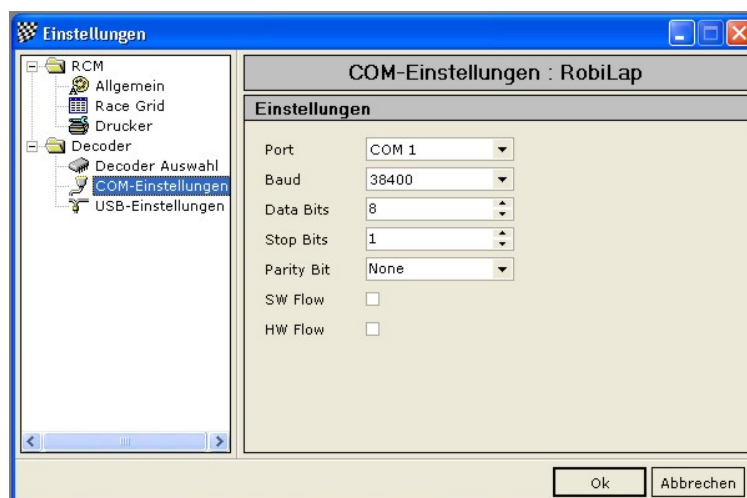 Einstellungen
RCM
Allgemein
Race Grid
Drucker
Decoder
Decoder Auswahl
COM-Einstellungen
USB-Einstellungen
COM-Einstellungen : RobiLap
Einstellungen
Port COM 1
Baud 38400
Data Bits 8
Stop Bits 1
Parity Bit None
SW Flow
HW Flow
Ok Abbrechen